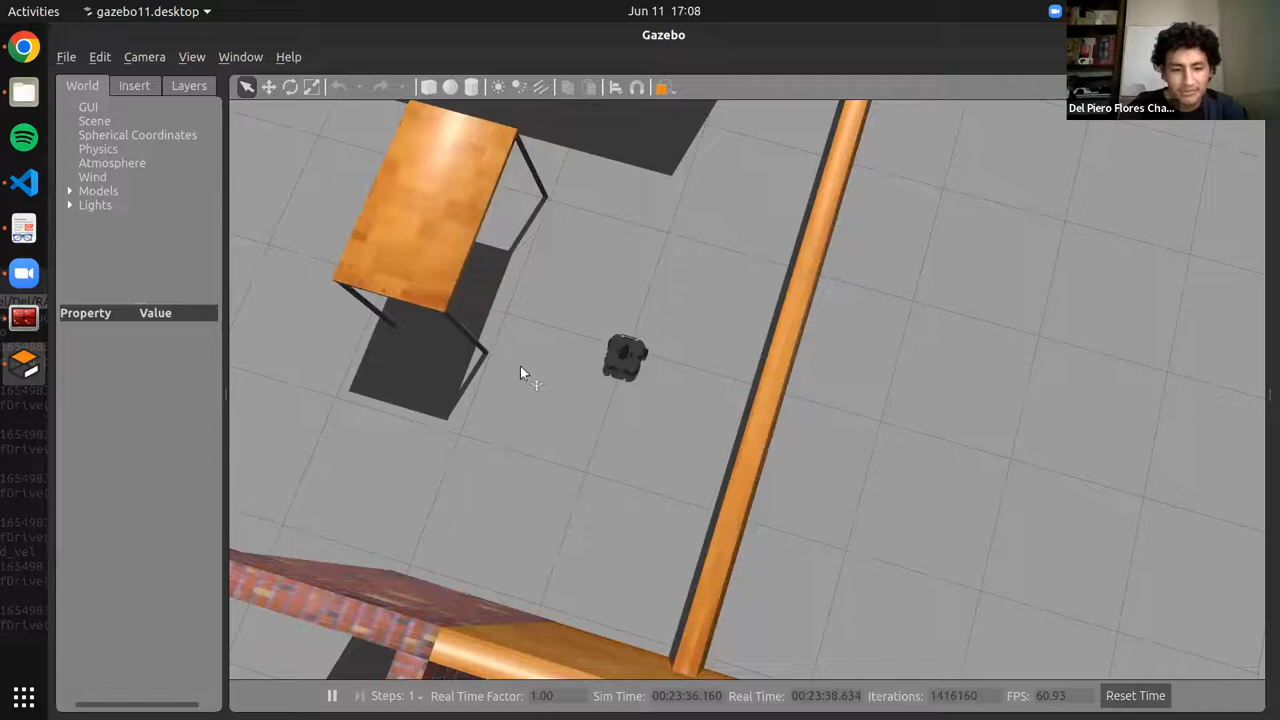 Activities
gazebo11.desktop
Jun 11 17:08
Gazebo
File Edit Camera View Window Help
World Insert Layers
GUI
Scene
Spherical Coordinates
Physics
Atmosphere
Wind
Models
Lights
Property Value
Del Piero Flores Cha...
Steps: 1 Real Time Factor: 1.00 Sim Time: 00:23:36.160 Real Time: 00:23:38.634 Iterations: 1416160 FPS: 60.93 Reset Time